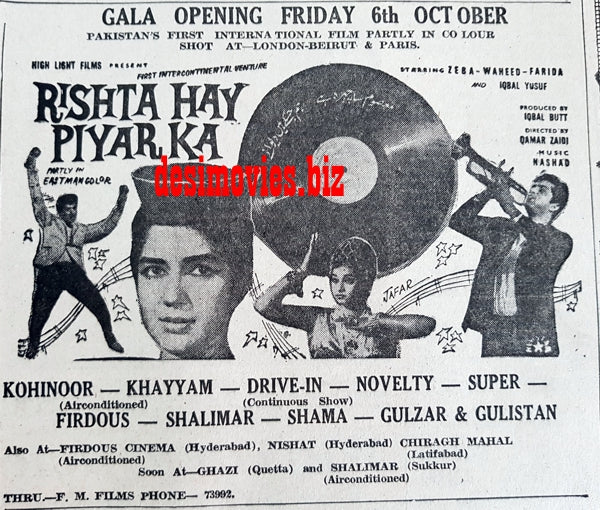 GALA OPENING FRIDAY 6th OCTOBER
PAKISTAN'S FIRST INTERNATIONAL FILM PARTLY IN COLOUR
SHOT AT—LONDON-BEIRUT & PARIS.
HIGH LIGHT FILMS PRESENT
FIRST INTERCONTINENTAL VENTURE
RISHTA HAY
PIYAR KA
PARTLY IN
EASTMANCOLOR
STARRING ZEBA-WAHEED-FARIDA
AND IQBAL YUSUF
PRODUCED BY
IQBAL BUTT
DIRECTED BY
QAMAR ZAIDI
MUSIC
NASHAD
desimovies.biz
JAFAR
KOHINOOR — KHAYYAM — DRIVE-IN — NOVELTY — SUPER —
(Airconditioned) (Continuous Show)
FIRDOUS — SHALIMAR — SHAMA — GULZAR & GULISTAN
Also At—FIRDOUS CINEMA (Hyderabad), NISHAT (Hyderabad) CHIRAGH MAHAL
(Airconditioned) (Latifabad)
Soon At—GHAZI (Quetta) and SHALIMAR (Sukkur)
(Airconditioned)
THRU.—F. M. FILMS PHONE— 73992.